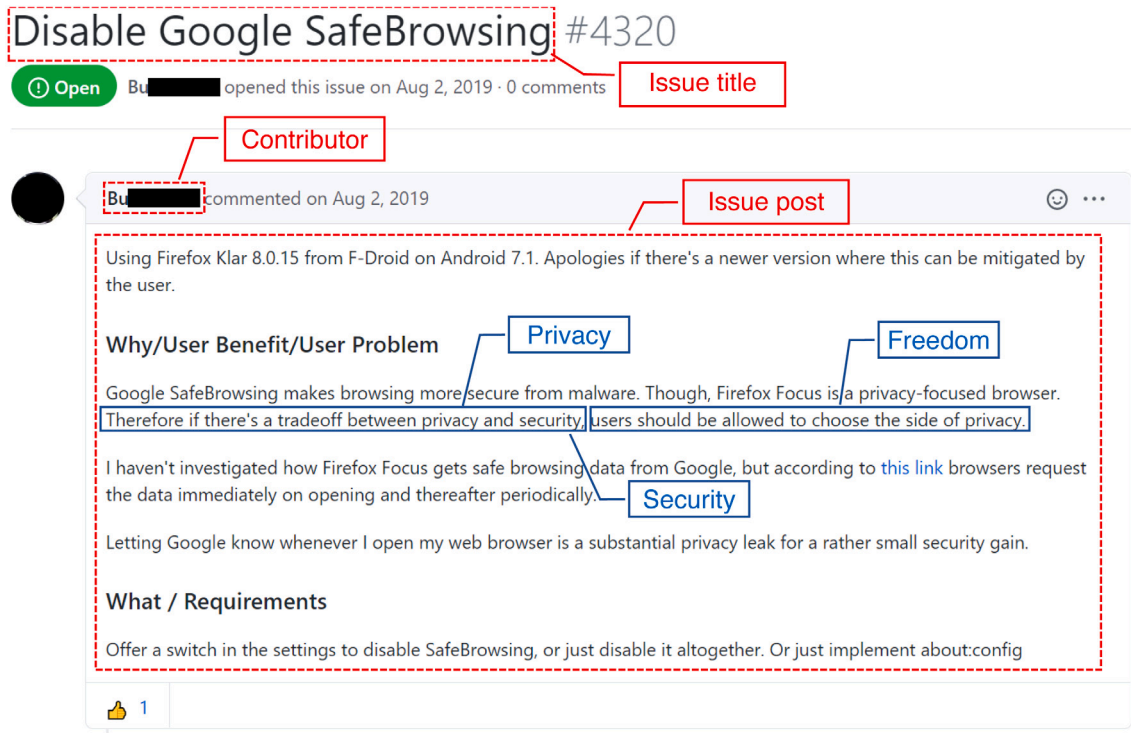 Disable Google SafeBrowsing #4320
Issue title
Open Bu opened this issue on Aug 2, 2019 · 0 comments
Contributor
Bu commented on Aug 2, 2019
Issue post
Using Firefox Klar 8.0.15 from F-Droid on Android 7.1. Apologies if there's a newer version where this can be mitigated by
the user.
Privacy
Freedom
Why/User Benefit/User Problem
Google SafeBrowsing makes browsing more secure from malware. Though, Firefox Focus is a privacy-focused browser.
Therefore if there's a tradeoff between privacy and security, users should be allowed to choose the side of privacy.
I haven't investigated how Firefox Focus gets safe browsing data from Google, but according to this link browsers request
the data immediately on opening and thereafter periodically.
Security
Letting Google know whenever I open my web browser is a substantial privacy leak for a rather small security gain.
What / Requirements
Offer a switch in the settings to disable SafeBrowsing, or just disable it altogether. Or just implement about:config
👍 1